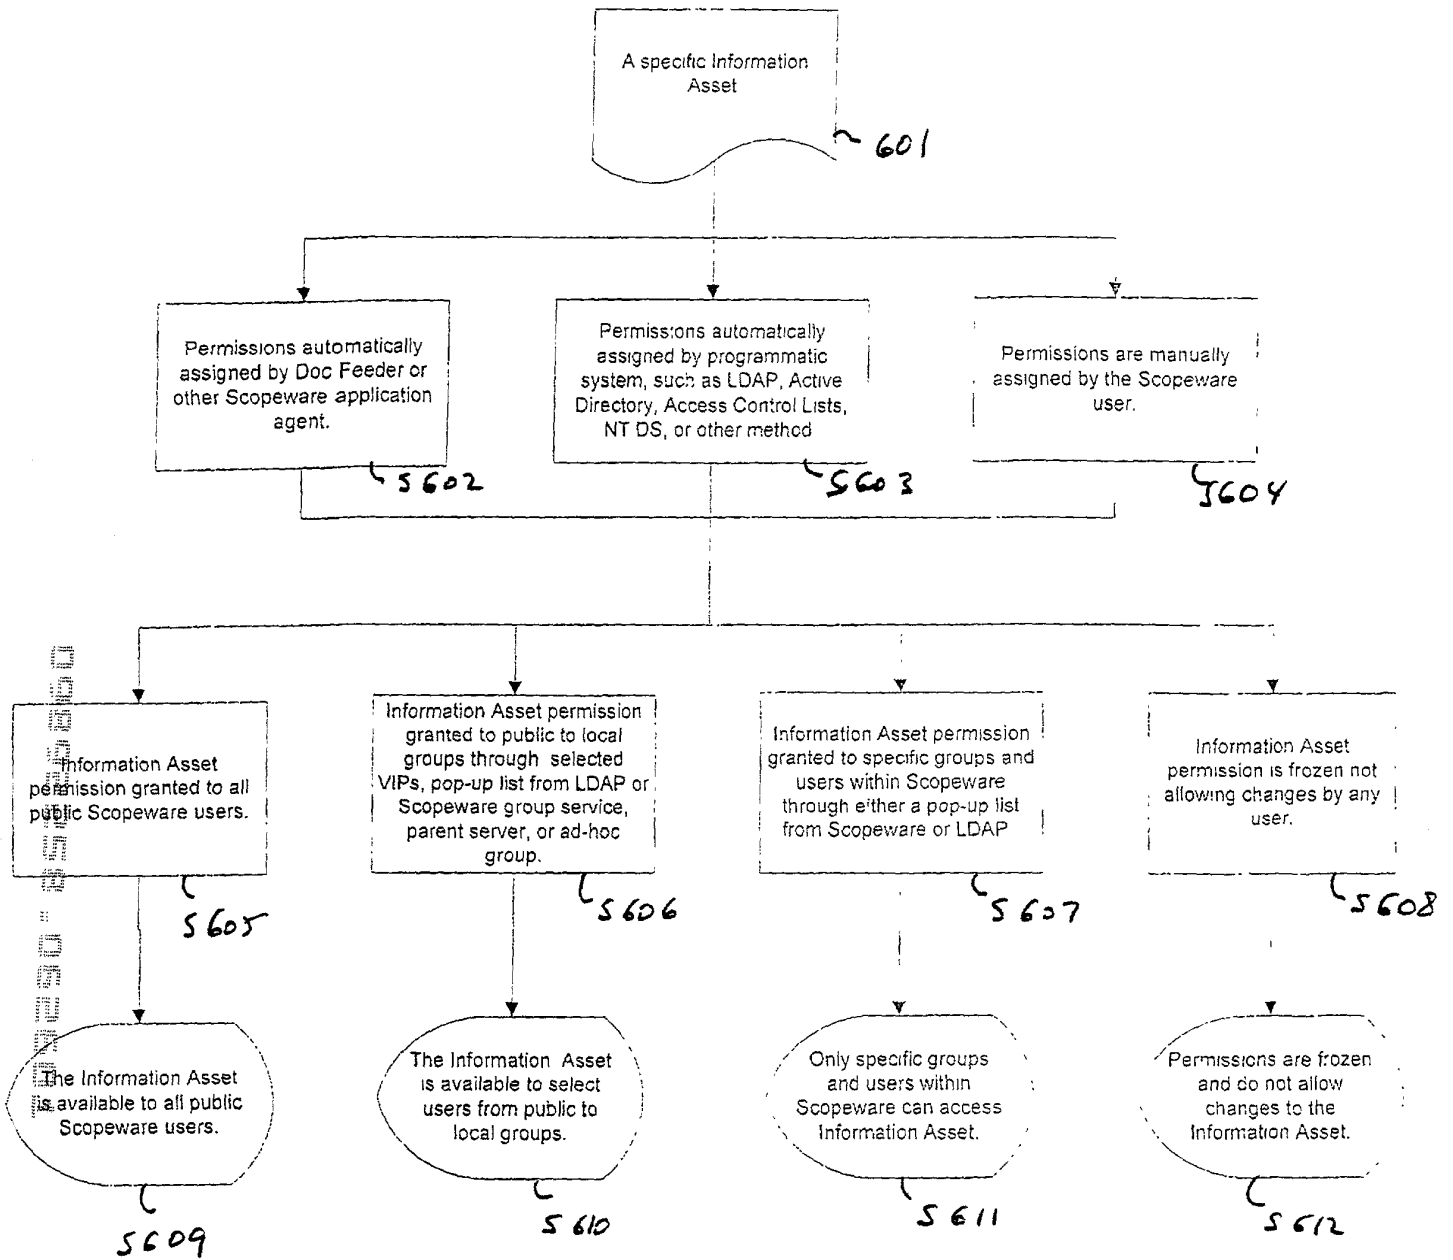 A specific Information
Asset
601
Permissions automatically
assigned by Doc Feeder or
other Scopeware application
agent.
S602
Permissions automatically
assigned by programmatic
system, such as LDAP, Active
Directory, Access Control Lists,
NT DS, or other method
S603
Permissions are manually
assigned by the Scopeware
user.
S604
Information Asset
permission granted to all
public Scopeware users.
S605
Information Asset permission
granted to public to local
groups through selected
VIPs, pop-up list from LDAP or
Scopeware group service,
parent server, or ad-hoc
group.
S606
Information Asset permission
granted to specific groups and
users within Scopeware
through either a pop-up list
from Scopeware or LDAP
S607
Information Asset
permission is frozen not
allowing changes by any
user.
S608
The Information Asset
is available to all public
Scopeware users.
S609
The Information Asset
is available to select
users from public to
local groups.
S610
Only specific groups
and users within
Scopeware can access
Information Asset.
S611
Permissions are frozen
and do not allow
changes to the
Information Asset.
S612